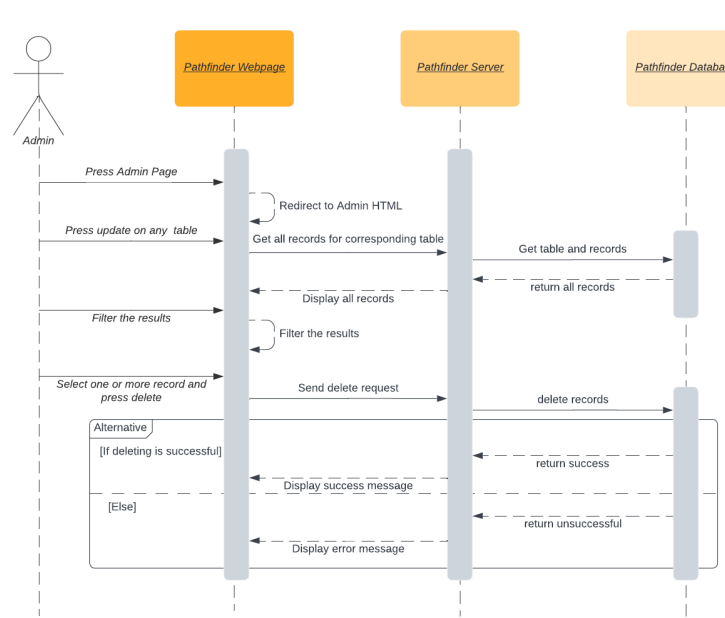 Pathfinder Webpage
Pathfinder Server
Pathfinder Databa
Admin
Press Admin Page
Redirect to Admin HTML
Press update on any table
Get all records for corresponding table
Get table and records
return all records
Display all records
Filter the results
Filter the results
Select one or more record and
press delete
Send delete request
delete records
Alternative
[If deleting is successful]
return success
Display success message
[Else]
return unsuccessful
Display error message